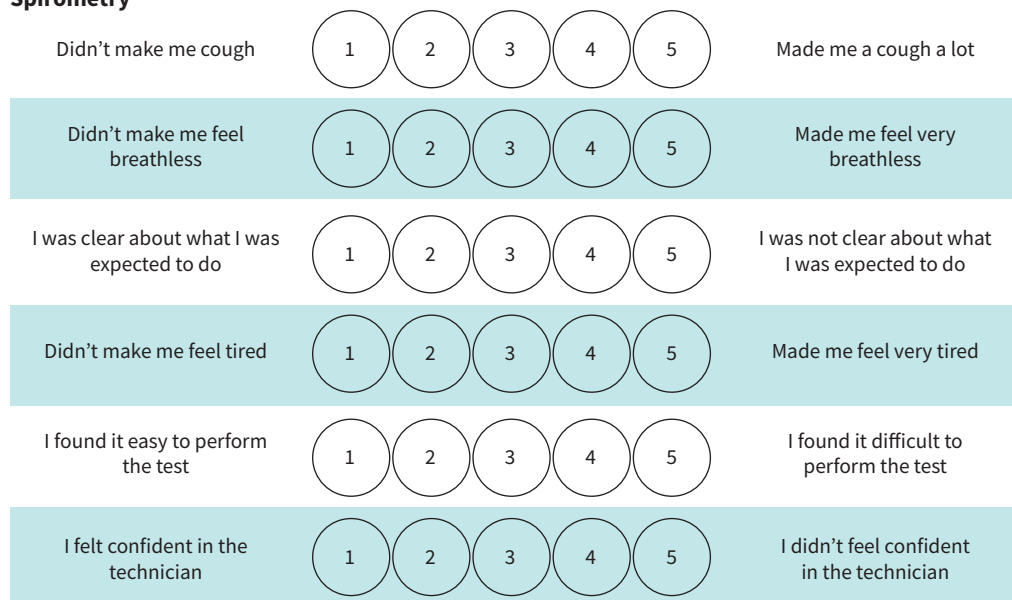 Spirometry
Didn't make me cough 1 2 3 4 5 Made me a cough a lot
Didn't make me feel
breathless
1 2 3 4 5
Made me feel very
breathless
I was clear about what I was
expected to do
1 2 3 4 5
I was not clear about what
I was expected to do
Didn't make me feel tired 1 2 3 4 5 Made me feel very tired
I found it easy to perform
the test
1 2 3 4 5
I found it difficult to
perform the test
I felt confident in the
technician
1 2 3 4 5
I didn't feel confident
in the technician